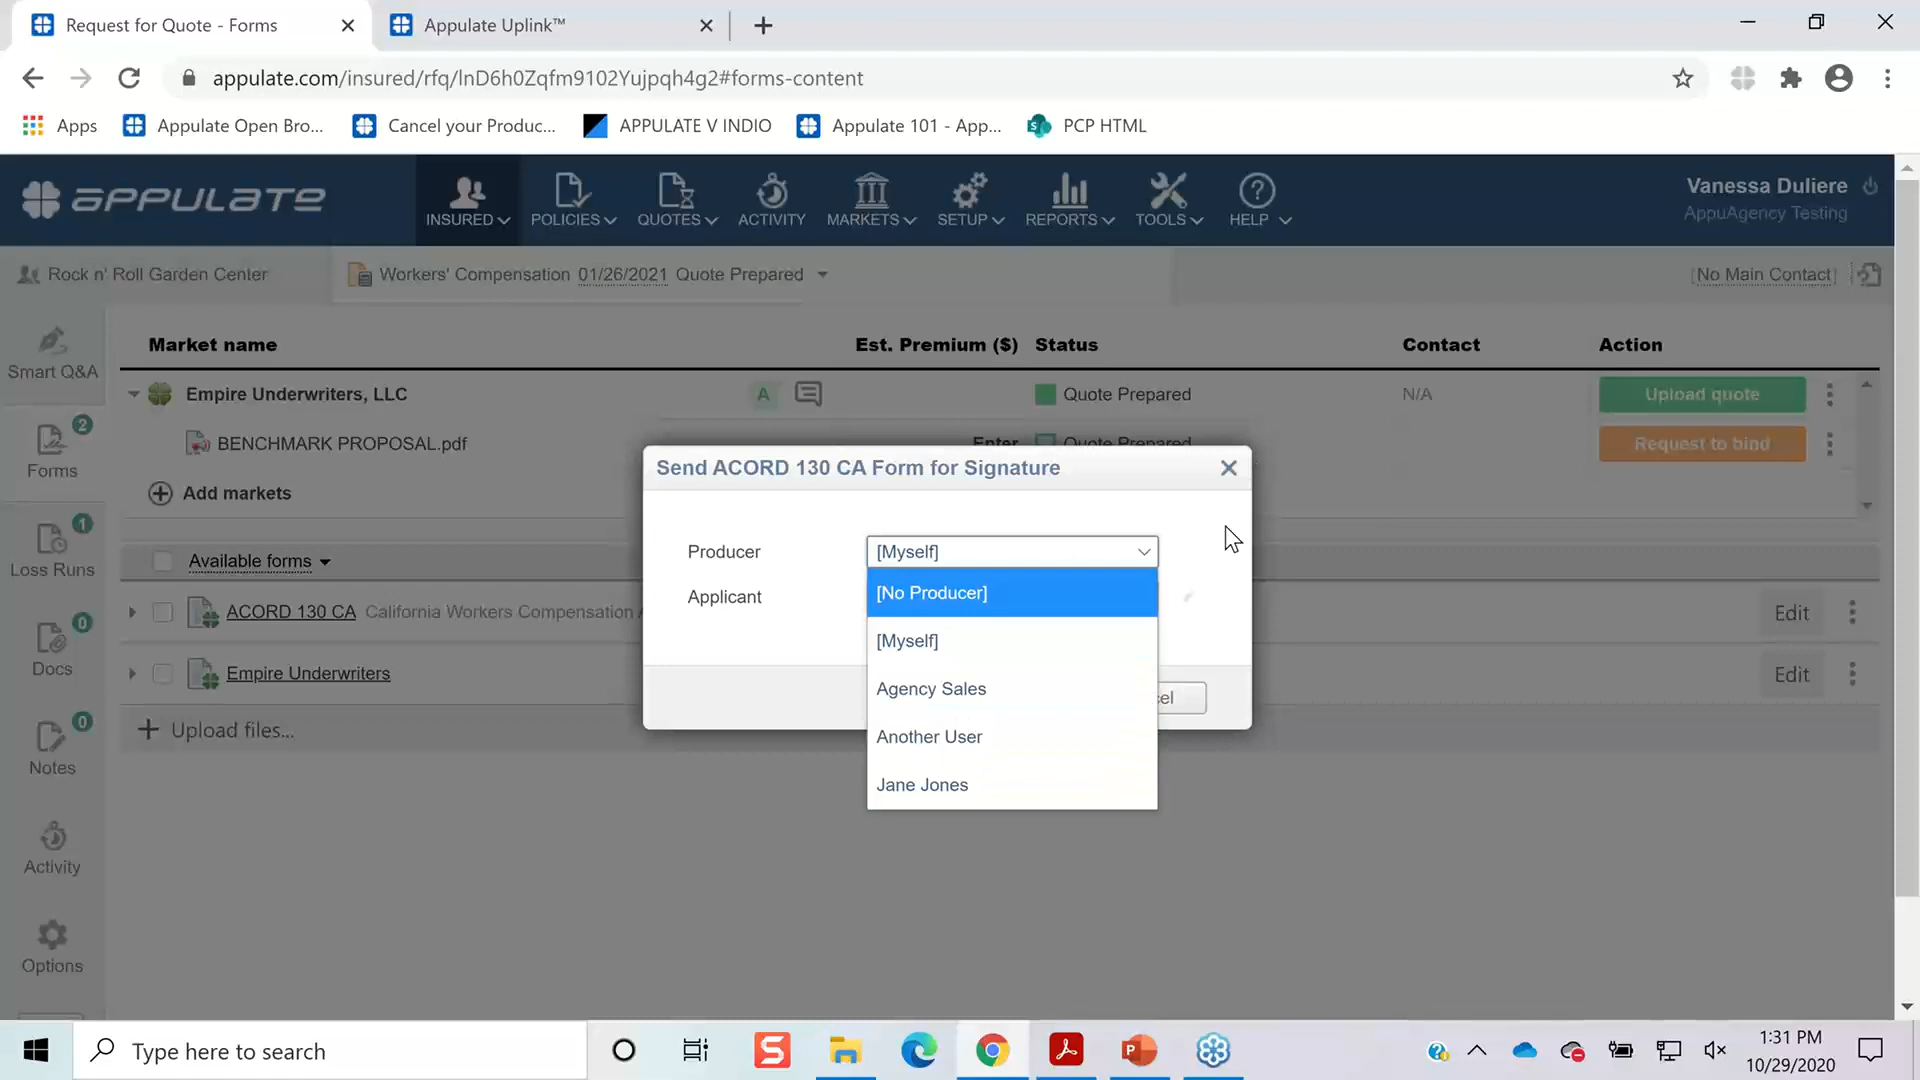 Request for Quote - Forms
Appulate Uplink™
appulate.com/insured/rfq/lnD6h0Zqfm9102Yujpqh4g2#forms-content
Apps
Appulate Open Bro...
Cancel your Produc...
APPULATE V INDIO
Appulate 101 - App...
PCP HTML
APPULATE
INSURED
POLICIES
QUOTES
ACTIVITY
MARKETS
SETUP
REPORTS
TOOLS
HELP
Vanessa Duliere
AppuAgency Testing
Rock n' Roll Garden Center
Workers' Compensation 01/26/2021 Quote Prepared
[No Main Contact]
Smart Q&A
Forms
2
Loss Runs
1
Docs
0
Notes
0
Activity
Options
Market name
Est. Premium ($)
Status
Contact
Action
Empire Underwriters, LLC
A
Quote Prepared
N/A
Upload quote
BENCHMARK PROPOSAL.pdf
Enter
Quote Prepared
Request to bind
Add markets
Available forms
ACORD 130 CA California Workers Compensation
Edit
Empire Underwriters
Edit
Upload files...
Send ACORD 130 CA Form for Signature
Producer
[Myself]
Applicant
[No Producer]
[Myself]
Agency Sales
Another User
Jane Jones
Type here to search
1:31 PM
10/29/2020